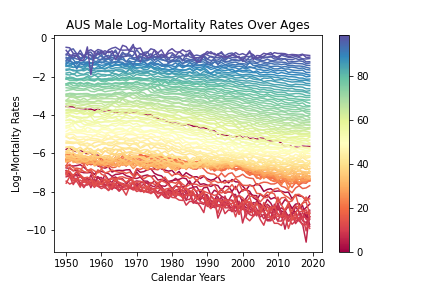 AUS Male Log-Mortality Rates Over Ages
0
−2
−4
−6
−8
−10
Log-Mortality Rates
1950 1960 1970 1980 1990 2000 2010 2020
Calendar Years
80
60
40
20
0